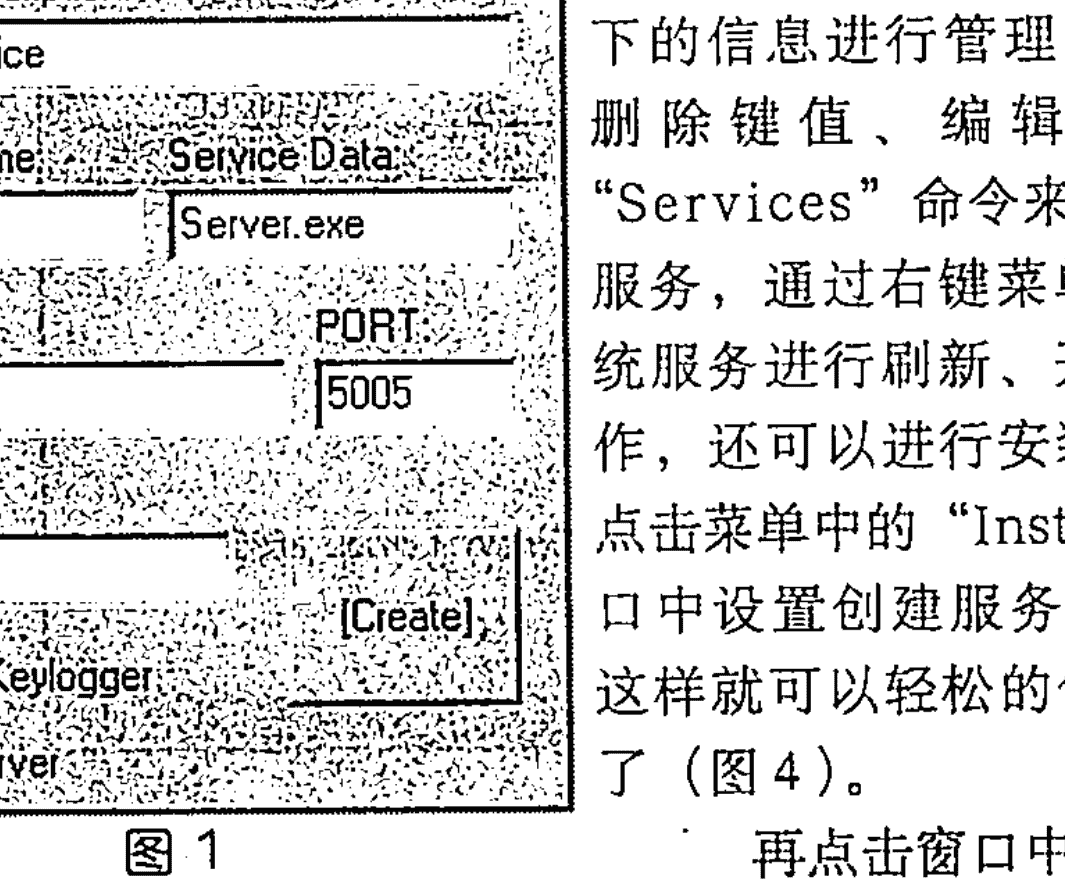 ice
me
Service Data:
Server.exe
PORT:
5005
[Create]
Keylogger
rver
图 1
下的信息进行管理
删除键值、编辑
“Services”命令来
服务，通过右键菜单
统服务进行刷新、
作，还可以进行安装
点击菜单中的“Inst
口中设置创建服务
这样就可以轻松的
了（图 4）。
再点击窗口中